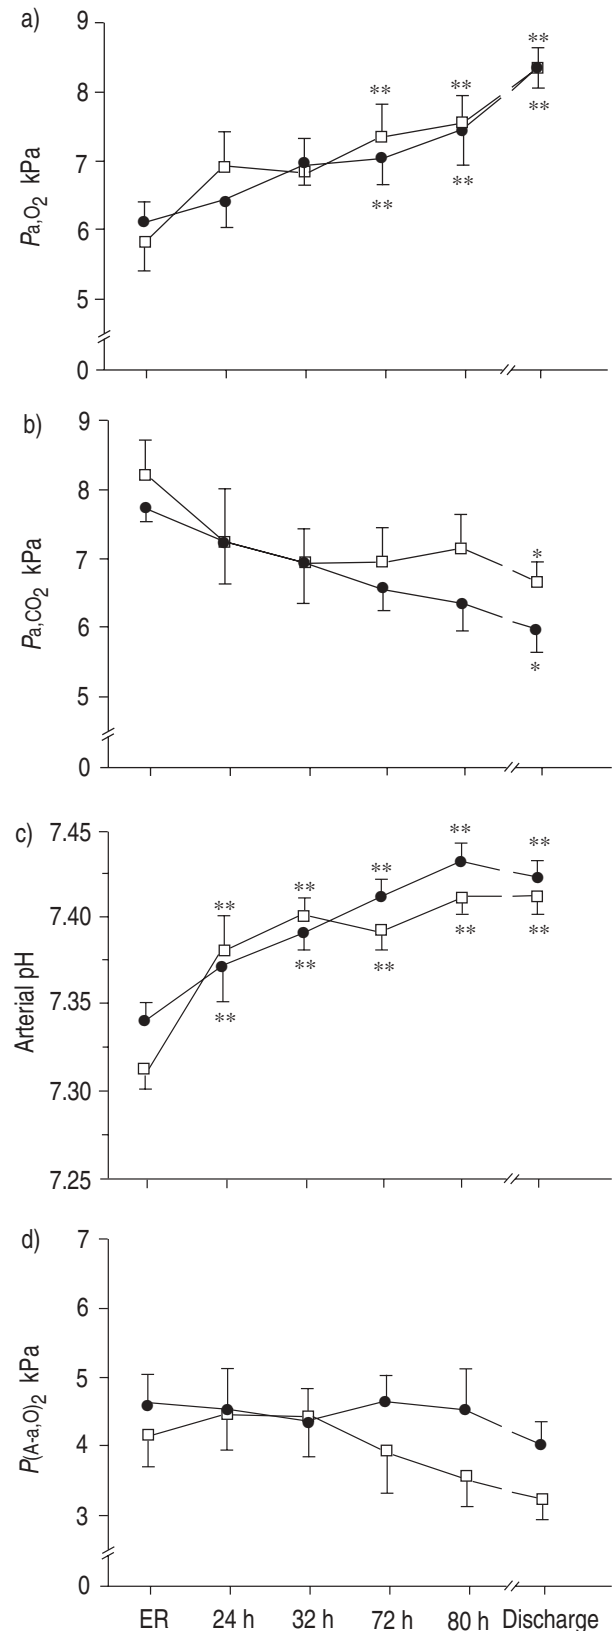 a)
9
8
7
6
5
0
Pa,O2 kPa
** ** **
** ** **
b)
9
8
7
6
5
0
Pa,CO2 kPa
*
*
c)
7.45
7.40
7.35
7.30
7.25
Arterial pH
** ** ** ** **
** ** ** ** **
d)
7
6
5
4
3
0
P(A-a,O)2 kPa
ER 24 h 32 h 72 h 80 h Discharge